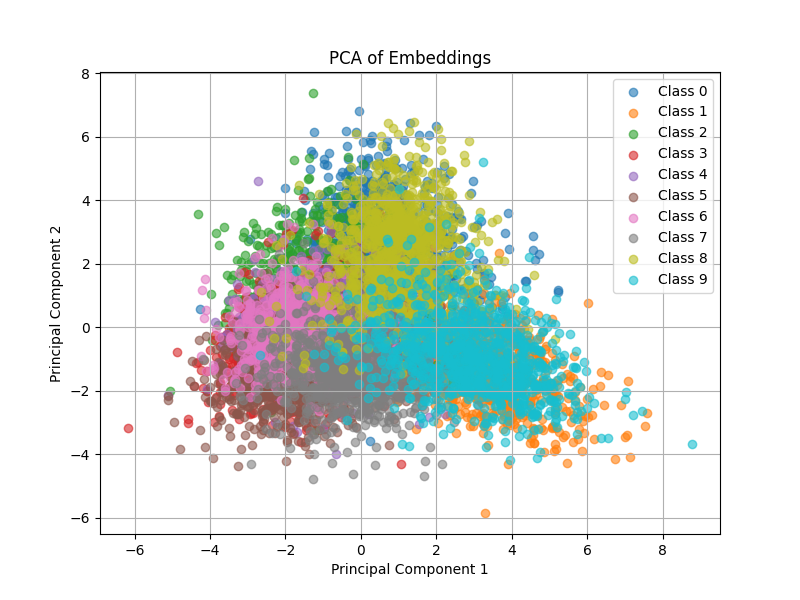 PCA of Embeddings
Class 0
Class 1
Class 2
Class 3
Class 4
Class 5
Class 6
Class 7
Class 8
Class 9
8
6
4
2
0
−2
−4
−6
Principal Component 2
−6 −4 −2 0 2 4 6 8
Principal Component 1